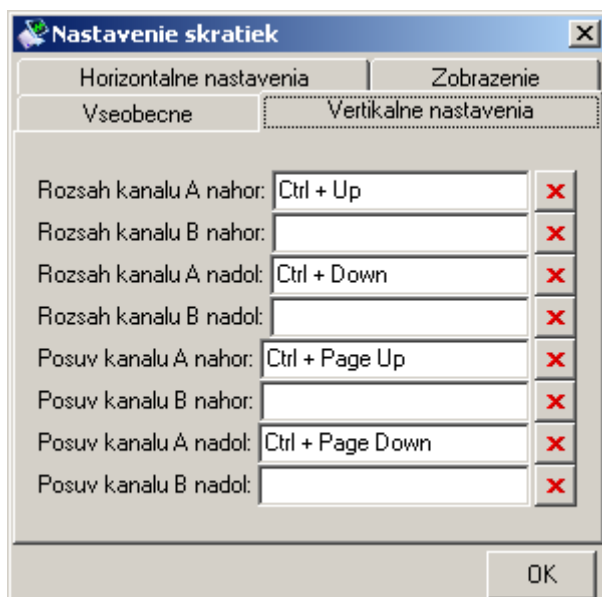 Nastavenie skratiek
Horizontalne nastavenia Zobrazenie
Vseobecne Vertikalne nastavenia
Rozsah kanalu A nahor: Ctrl + Up
Rozsah kanalu B nahor:
Rozsah kanalu A nadol: Ctrl + Down
Rozsah kanalu B nadol:
Posuv kanalu A nahor: Ctrl + Page Up
Posuv kanalu B nahor:
Posuv kanalu A nadol: Ctrl + Page Down
Posuv kanalu B nadol:
OK